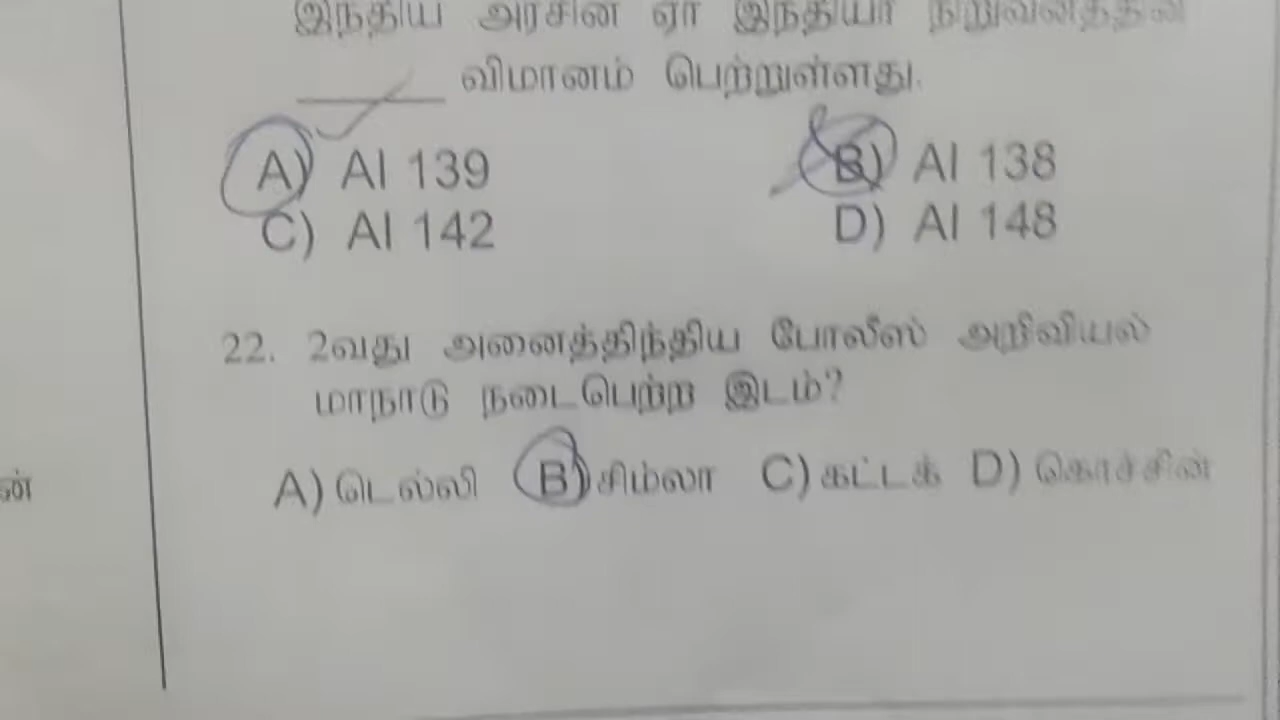 இந்திய அரசின் ஏர் இந்தியா நிறுவனத்தின்
______ விமானம் பெற்றுள்ளது.
A) AI 139 B) AI 138
C) AI 142 D) AI 148
22. 2வது அனைத்திந்திய போலீஸ் அறிவியல்
மாநாடு நடைபெற்ற இடம்?
A) டெல்லி B) சிம்லா C) கட்டக் D) கொச்சின்